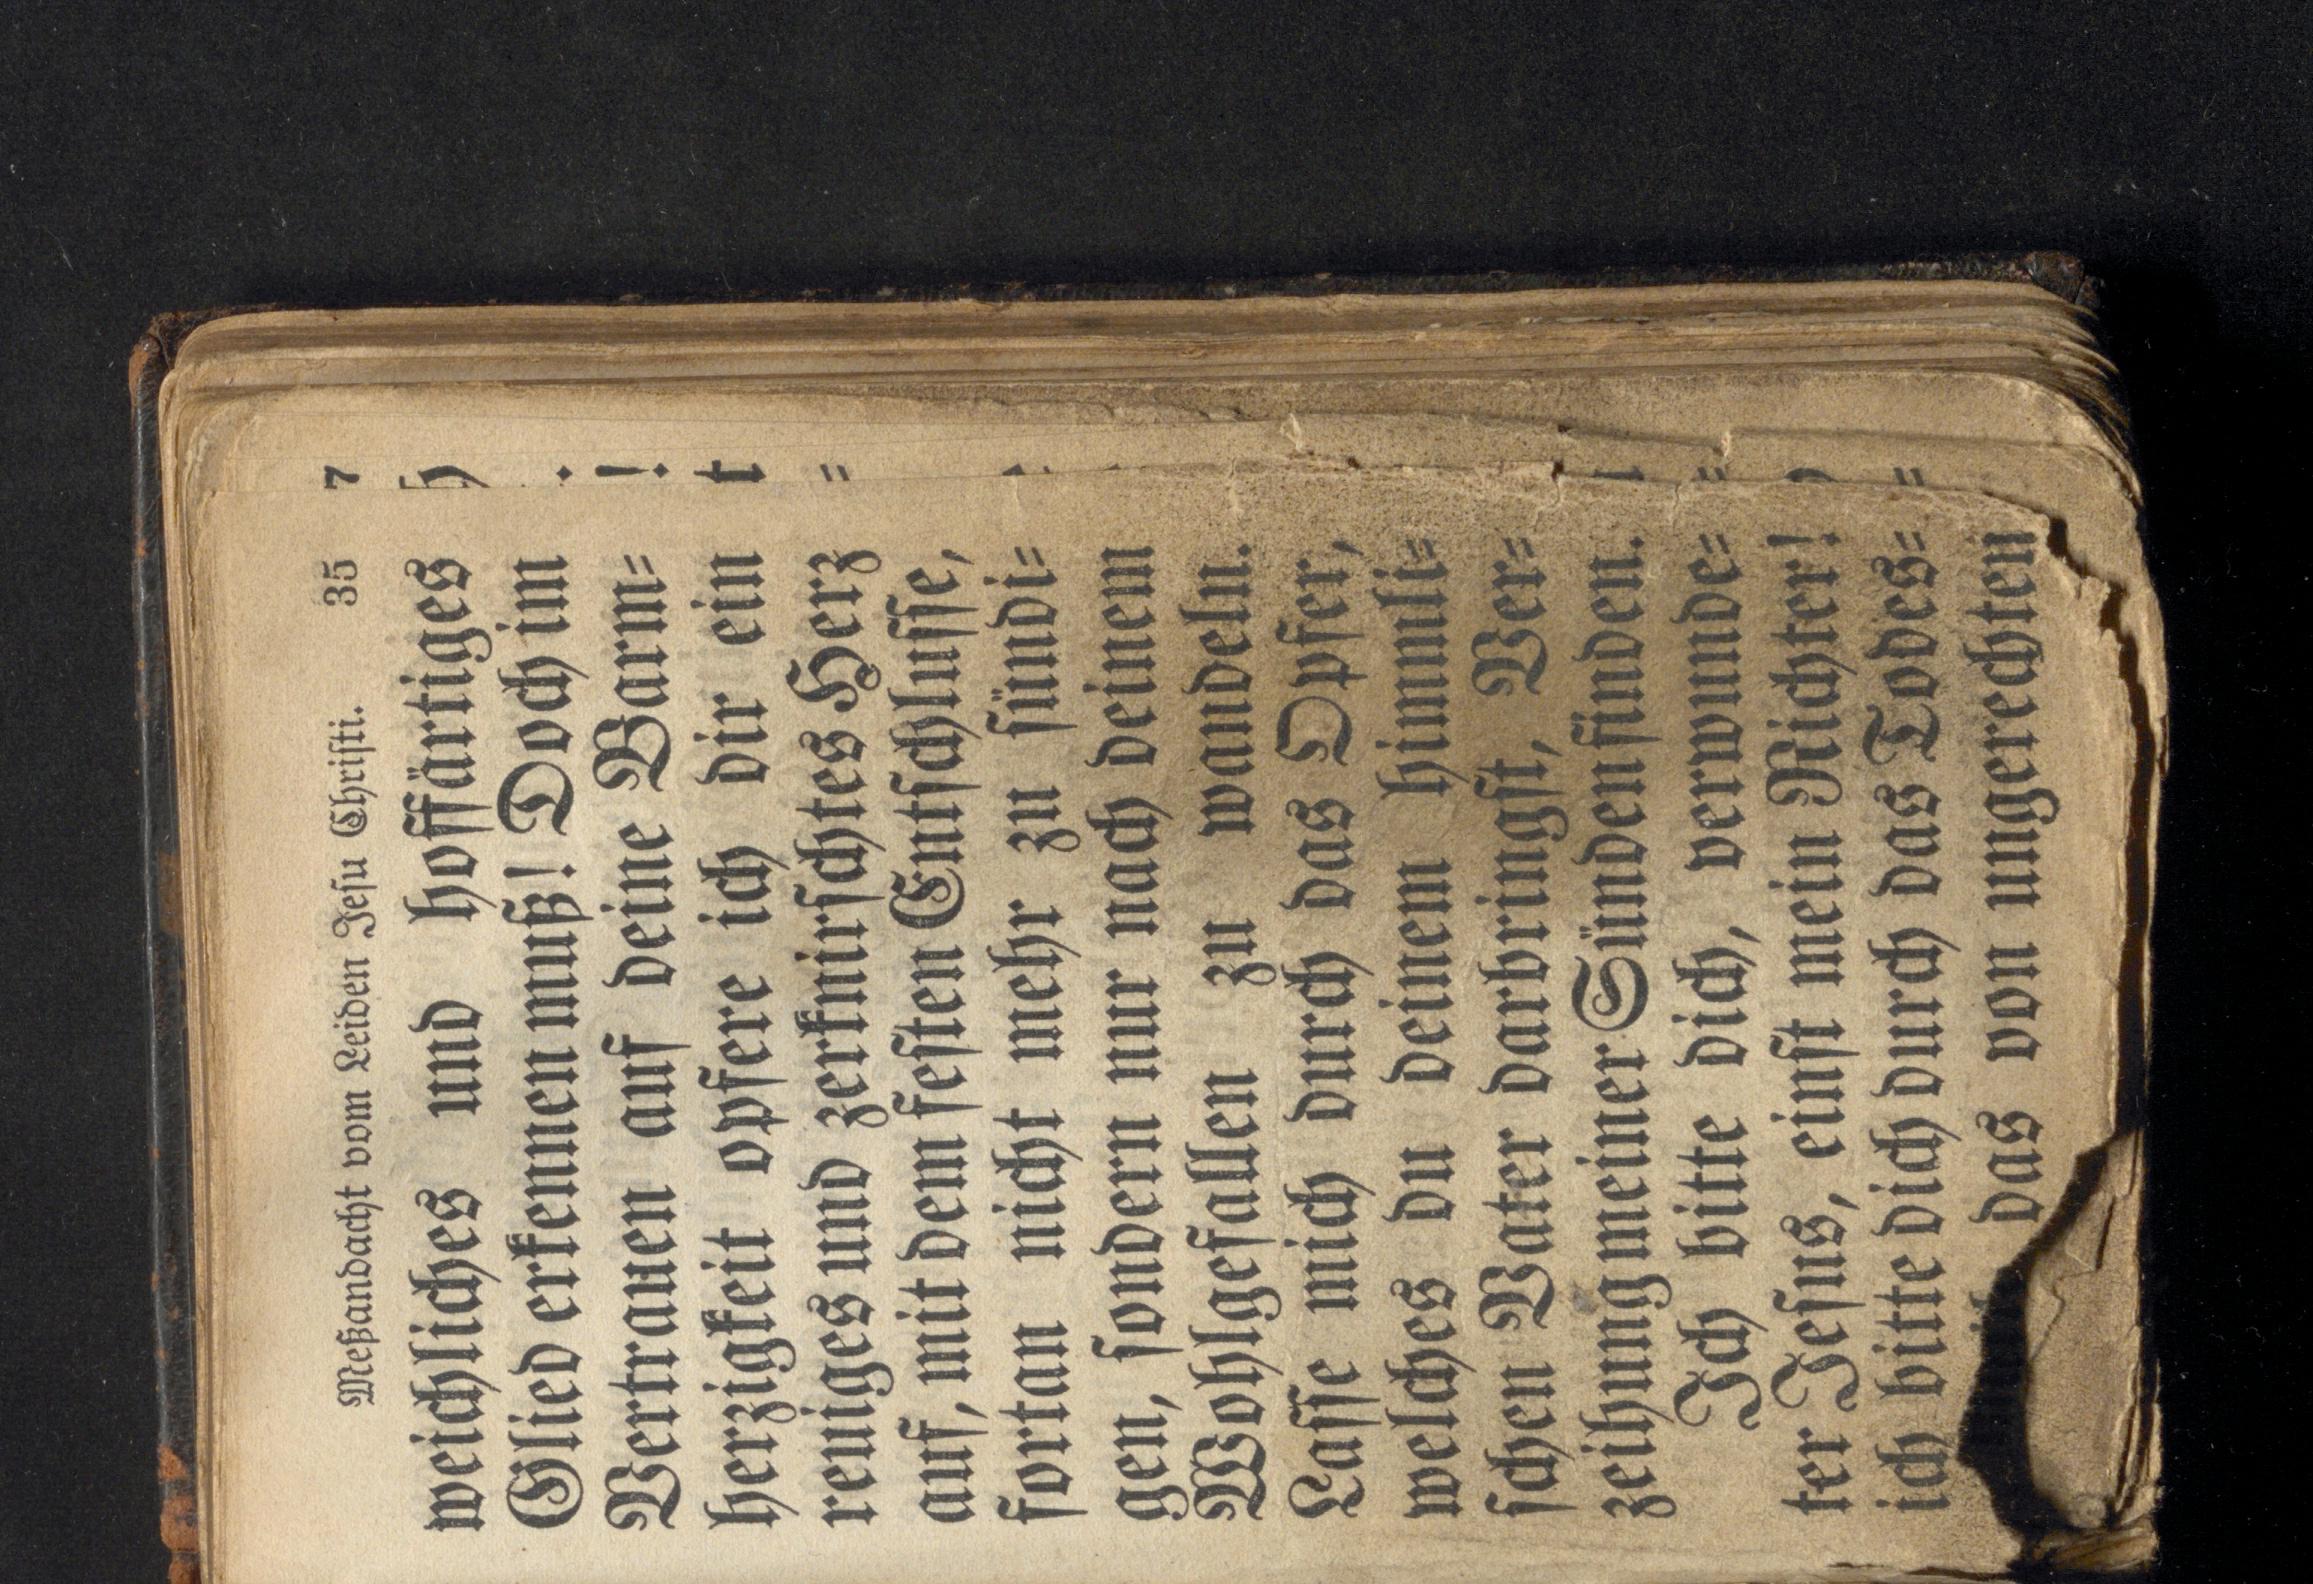 Meßandacht vom Leiden Jesu Christi. 35
weichliches und hoffärtiges
Glied erkennen muß! Doch im
Vertrauen auf deine Barm⸗
herzigkeit opfere ich dir ein
reniges und zerknirschtes Herz
auf, mit dem festen Entschlusse,
fortan nicht mehr zu sündi⸗
gen, sondern nur nach deinem
Wohlgefallen zu wandeln.
Lasse mich durch das Opfer,
welches du deinem himmli⸗
schen Vater darbringst, Ver⸗
zeihung meiner Sünden finden.
Ich bitte dich, verwunde⸗
ter Jesus, einst mein Richter!
ich bitte dich durch das Todes⸗
das von ungerechten